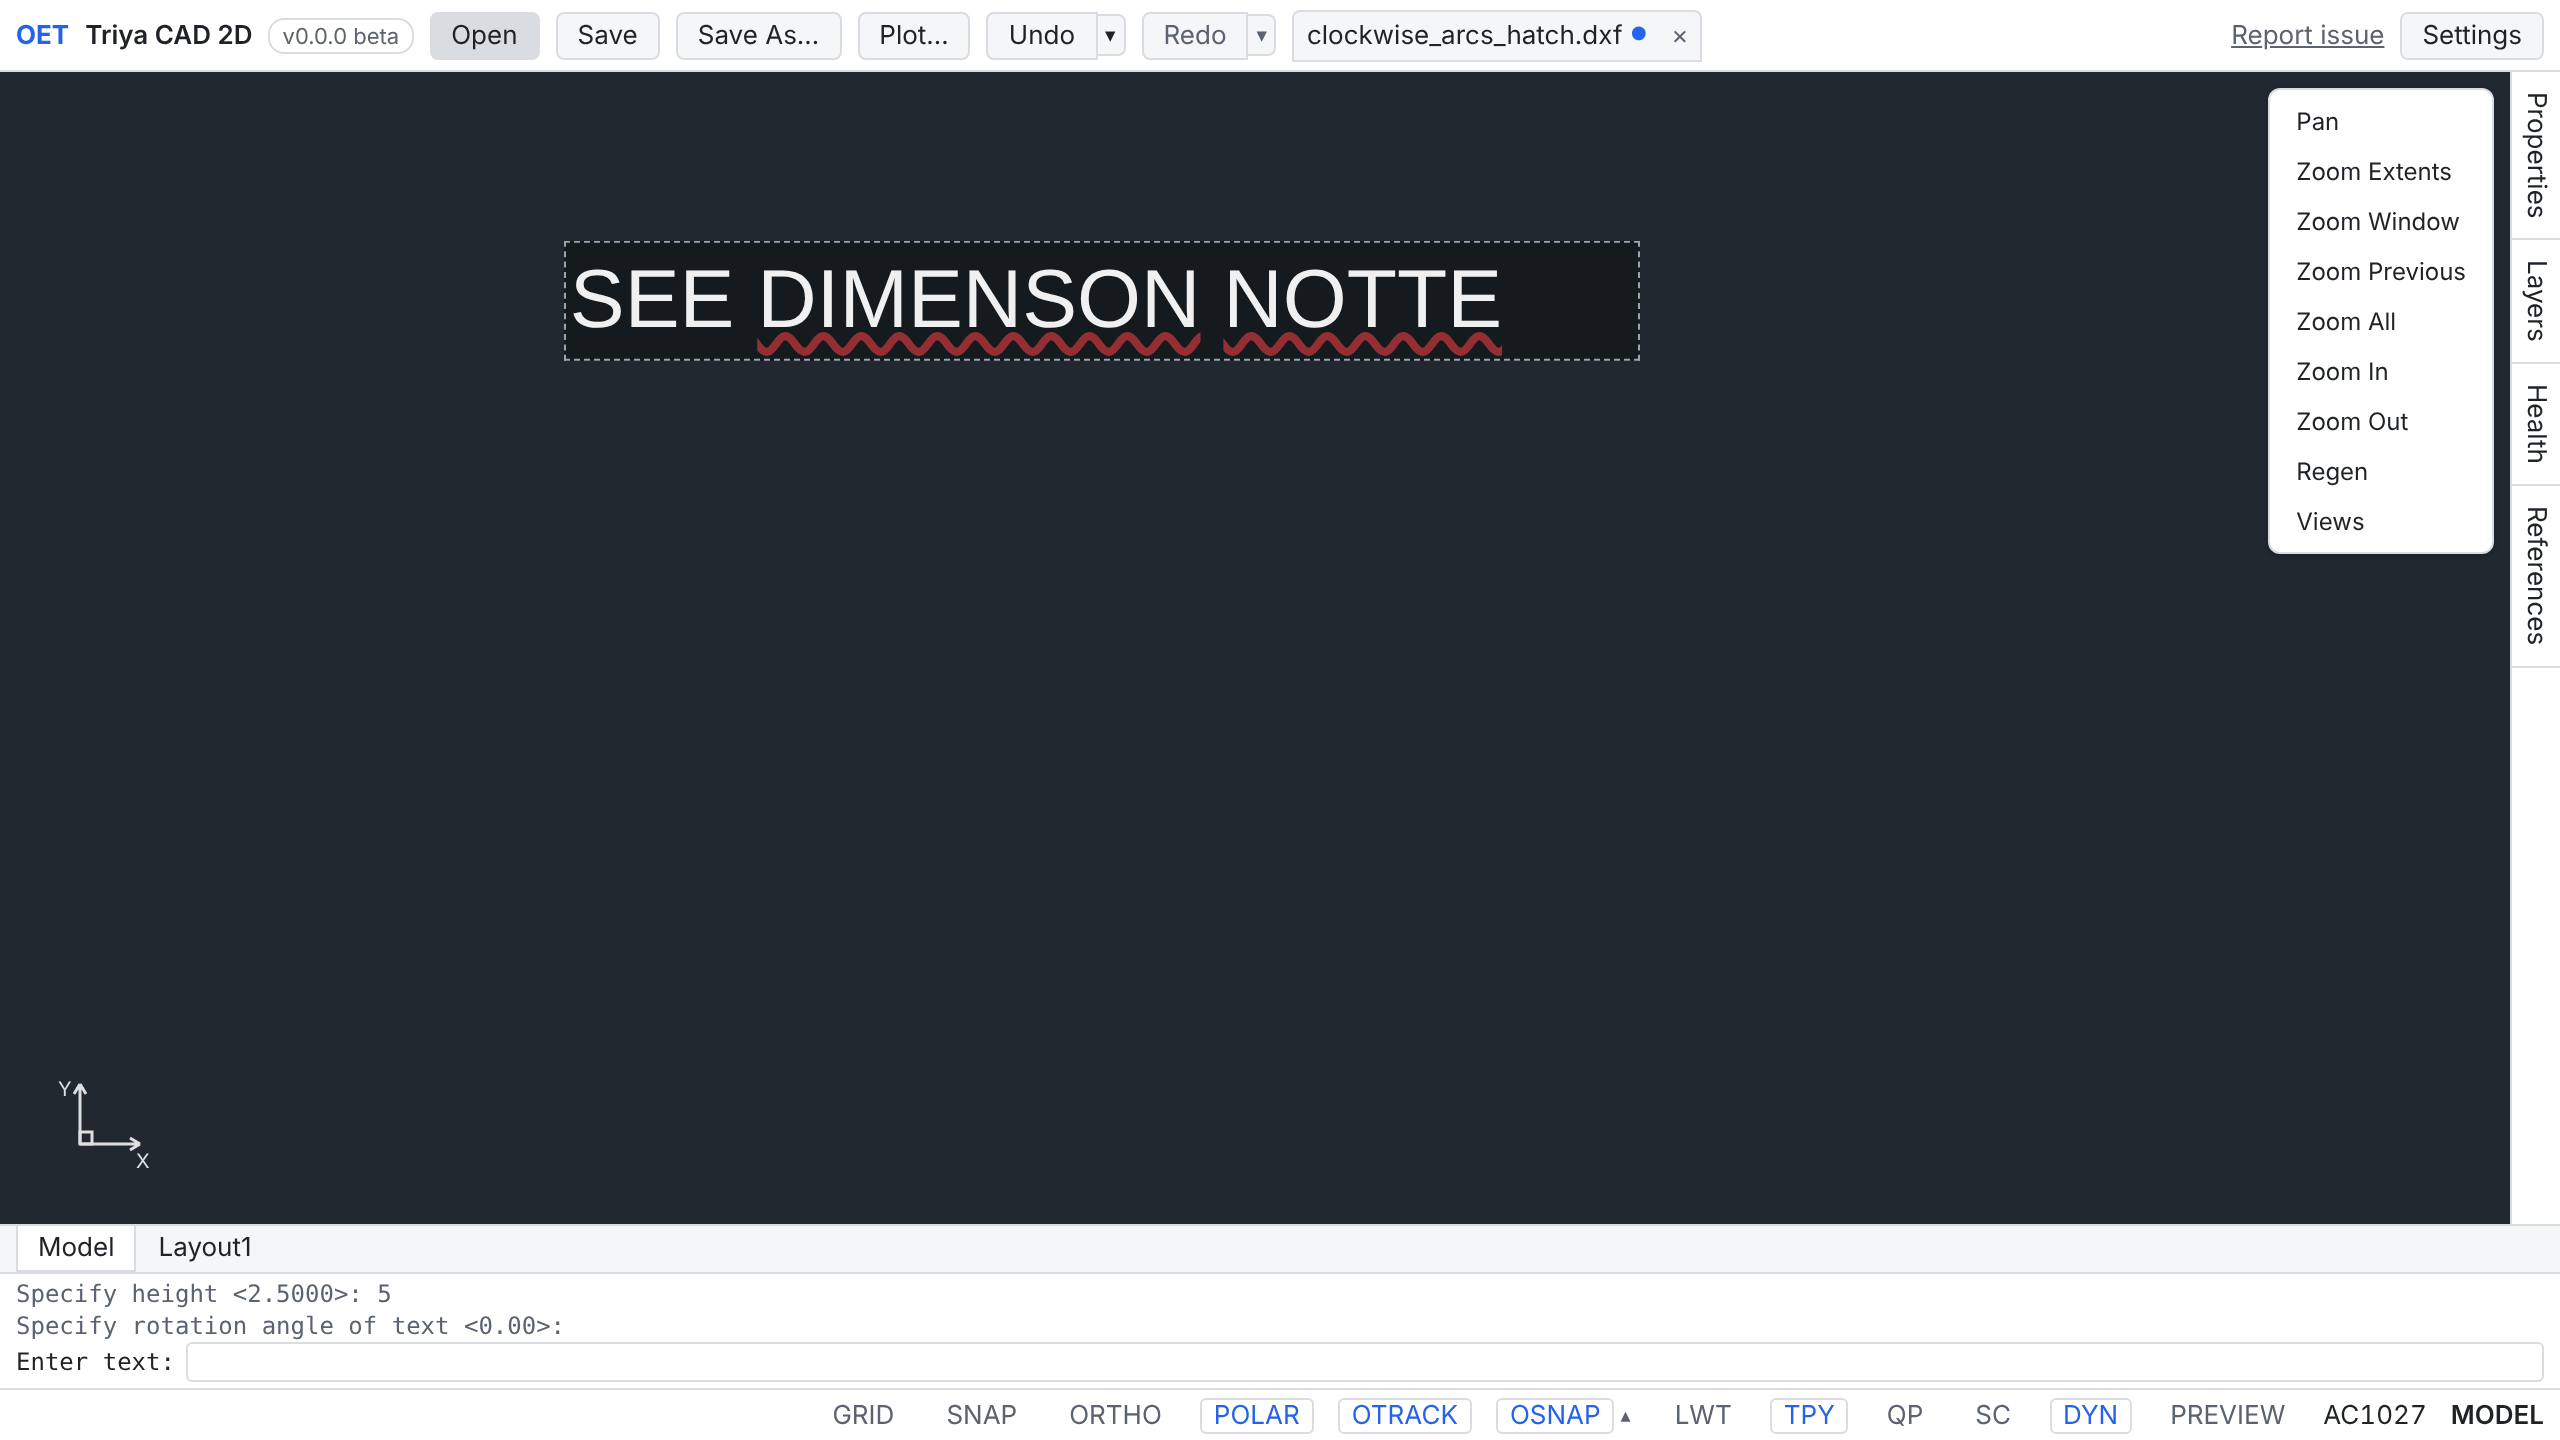 OET Triya CAD 2D v0.0.0 beta Open Save Save As... Plot... Undo ▾ Redo ▾ clockwise_arcs_hatch.dxf × Report issue Settings
SEE DIMENSON NOTTE
Pan
Zoom Extents
Zoom Window
Zoom Previous
Zoom All
Zoom In
Zoom Out
Regen
Views
Properties
Layers
Health
References
Y
X
Model Layout1
Specify height <2.5000>: 5
Specify rotation angle of text <0.00>:
Enter text:
GRID SNAP ORTHO POLAR OTRACK OSNAP ▴ LWT TPY QP SC DYN PREVIEW AC1027 MODEL